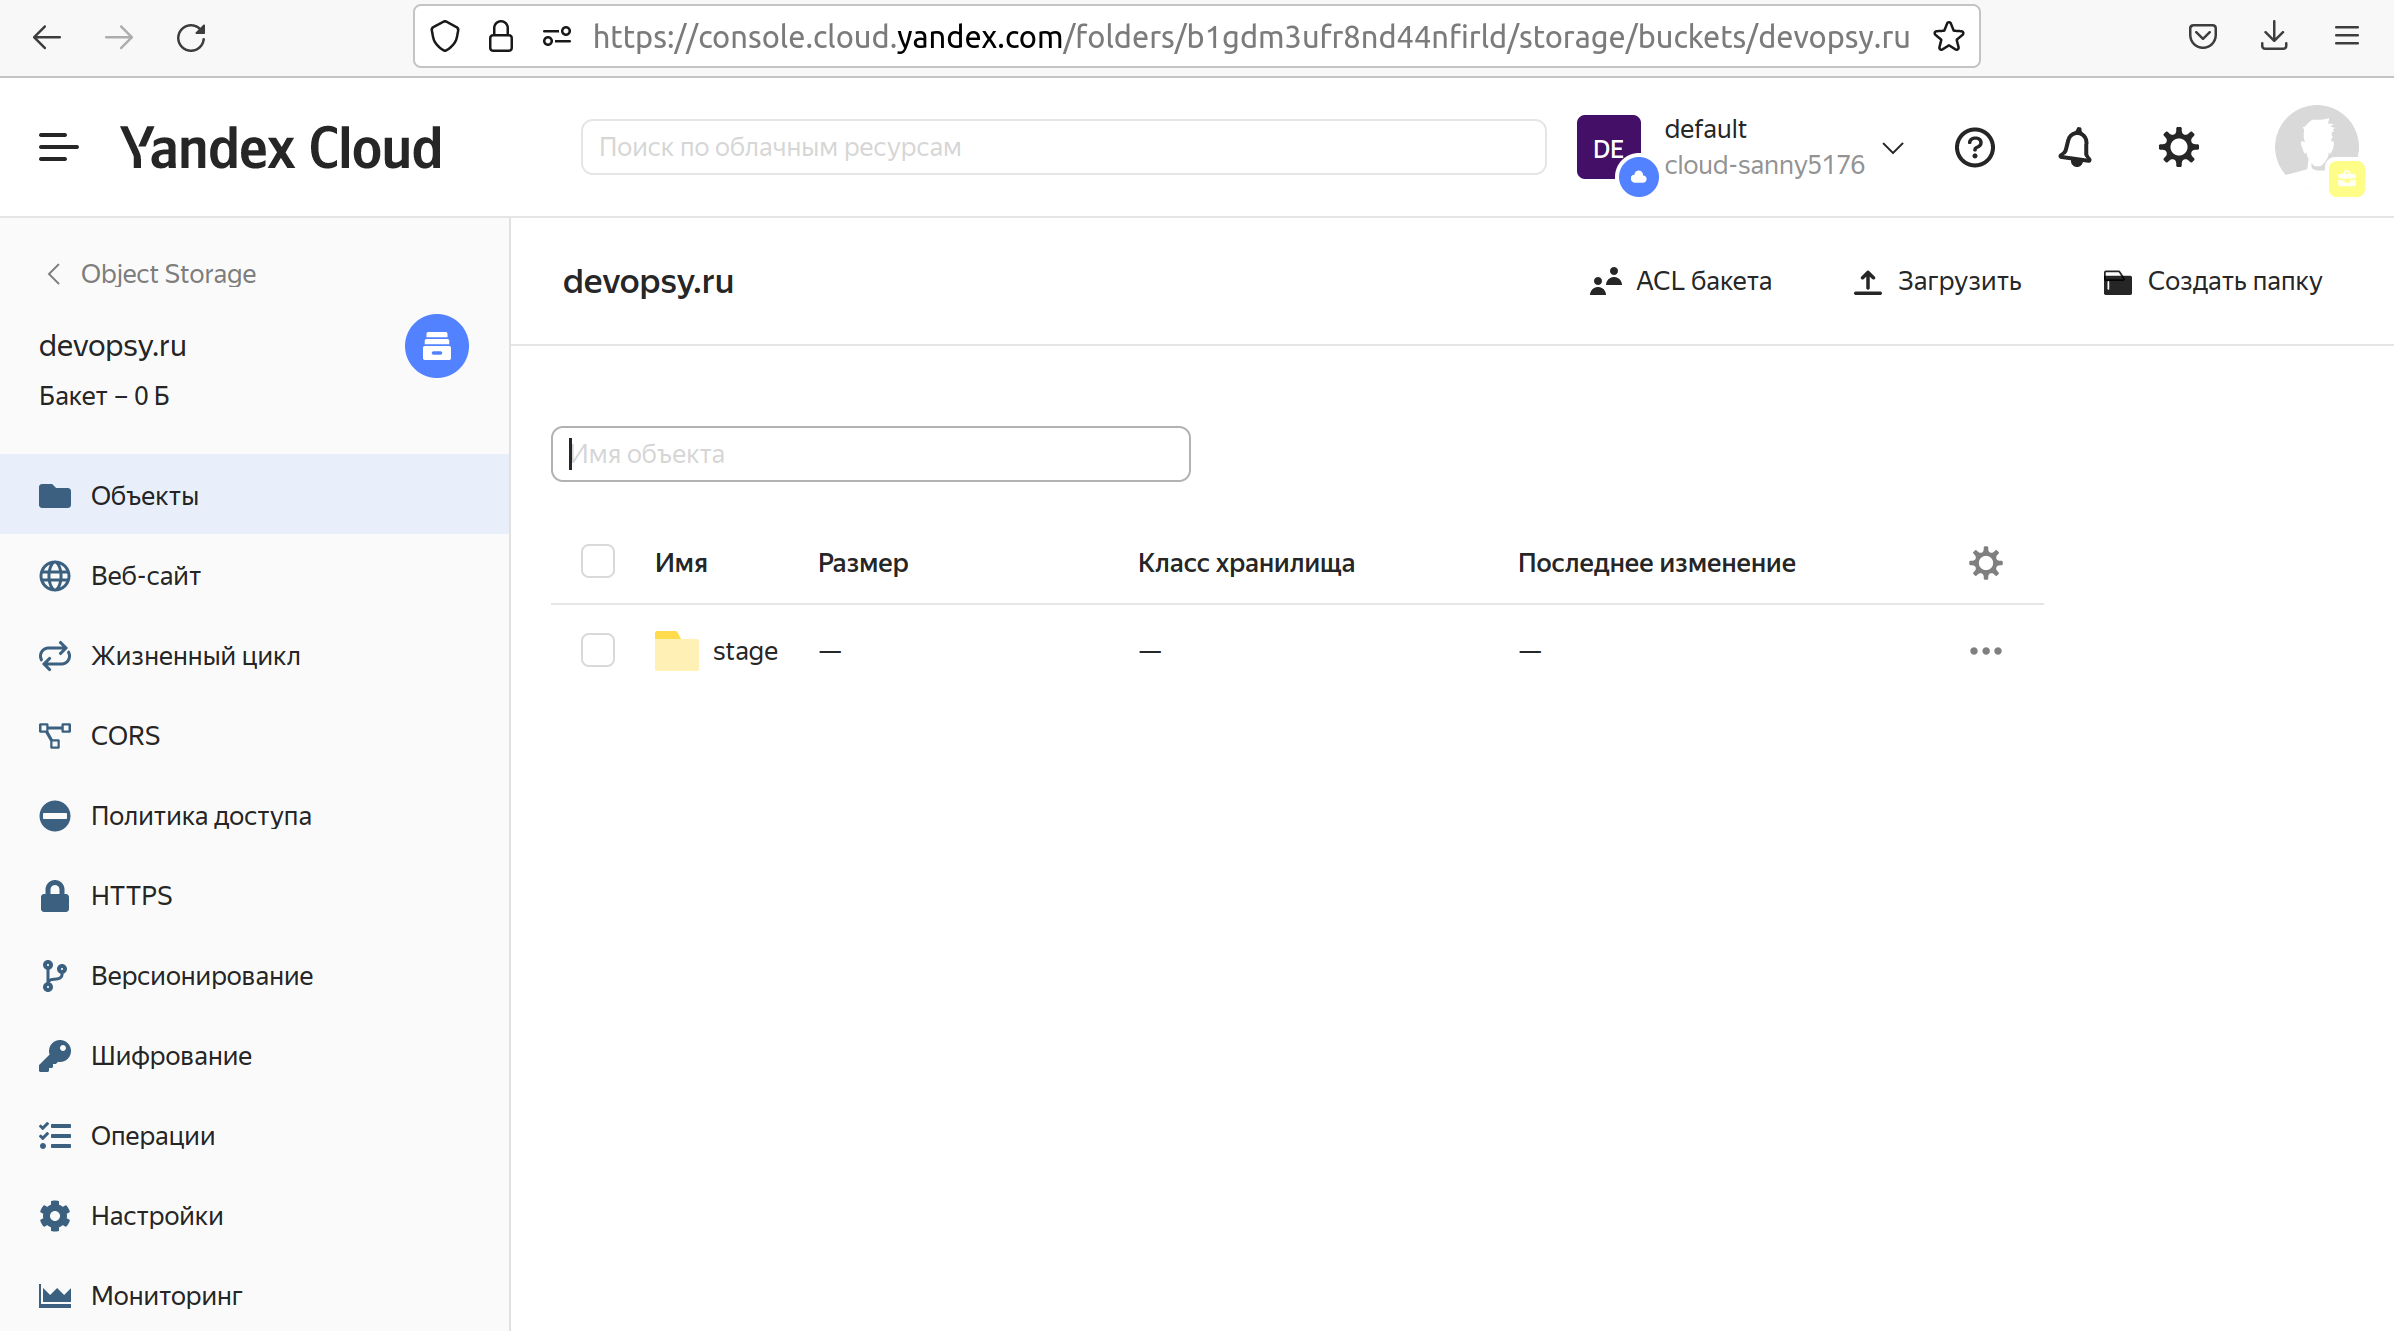 https://console.cloud.yandex.com/folders/b1gdm3ufr8nd44nfirld/storage/buckets/devopsy.ru
Yandex Cloud
Поиск по облачным ресурсам
DE
default
cloud-sanny5176
Object Storage
devopsy.ru
Бакет – 0 Б
Объекты
Веб-сайт
Жизненный цикл
CORS
Политика доступа
HTTPS
Версионирование
Шифрование
Операции
Настройки
Мониторинг
devopsy.ru
ACL бакета
Загрузить
Создать папку
Имя объекта
Имя Размер Класс хранилища Последнее изменение
stage — — —